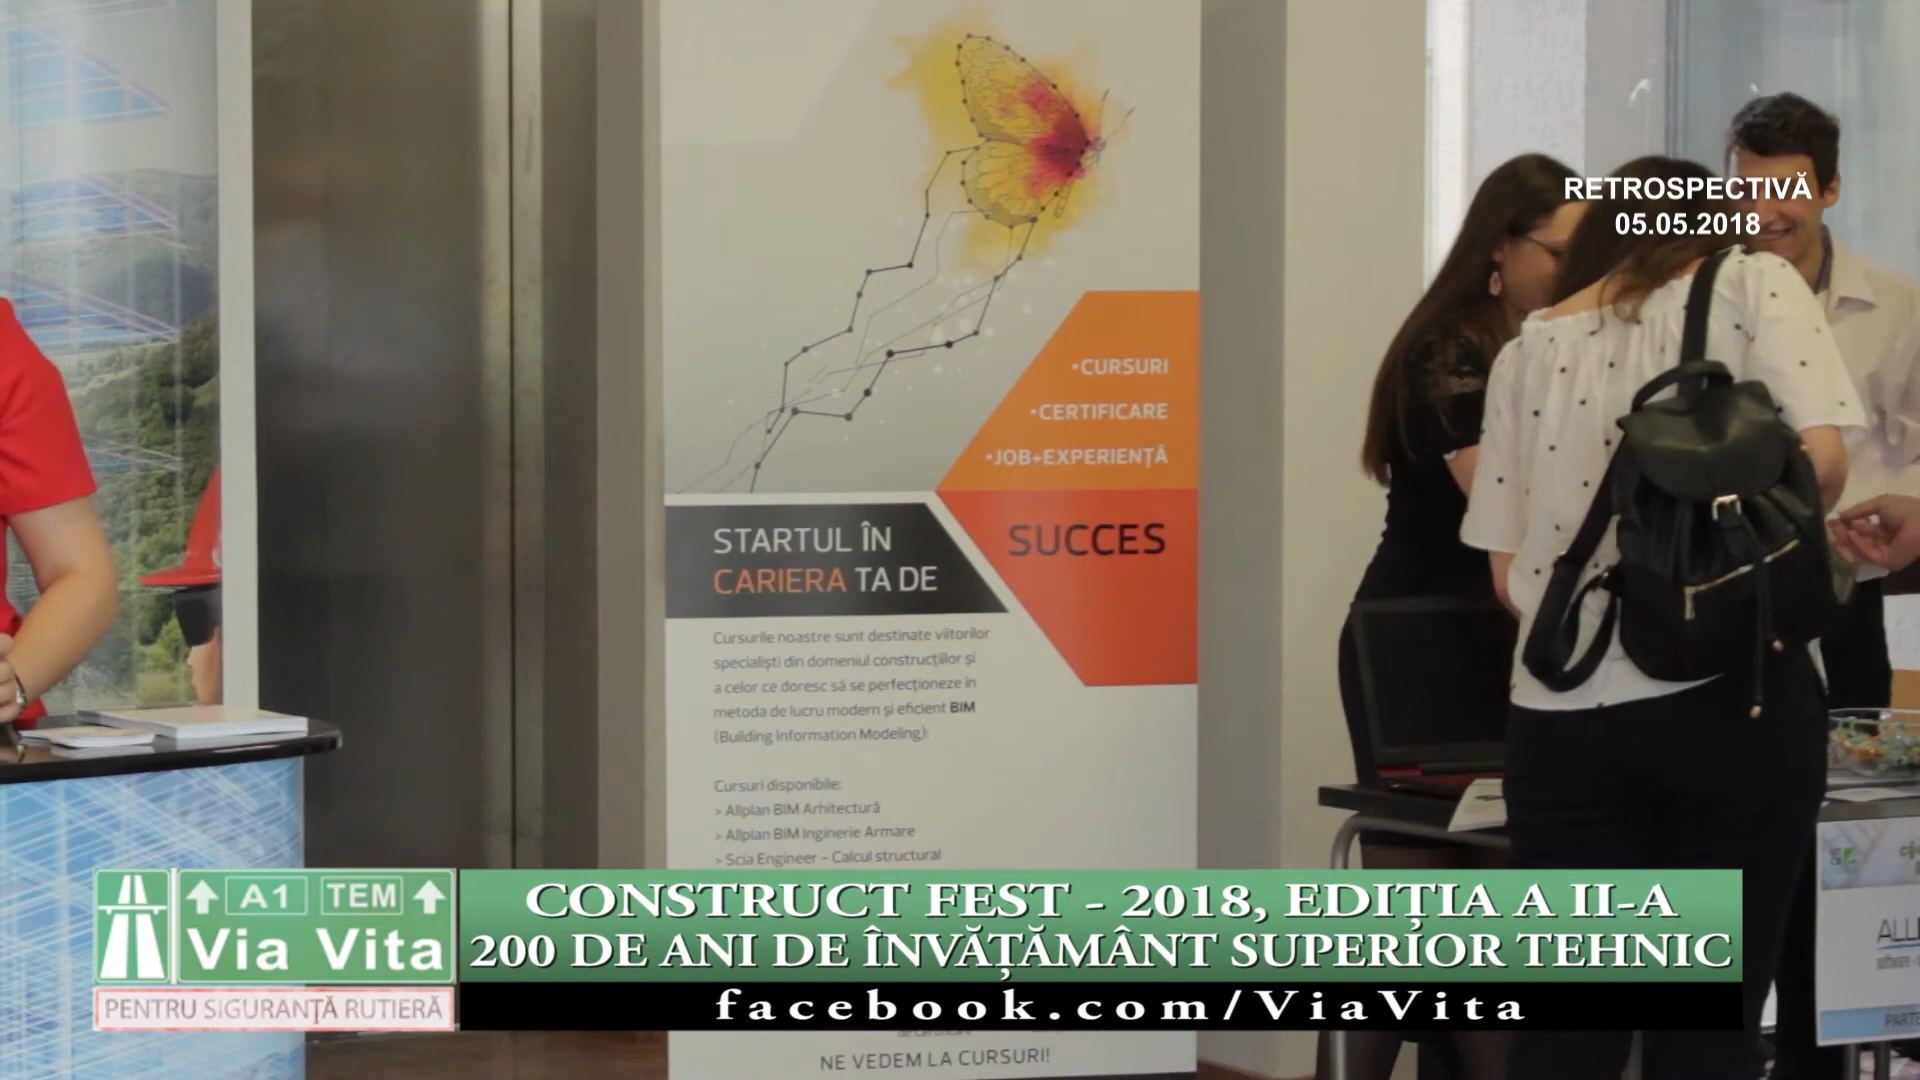 RETROSPECTIVĂ
05.05.2018
•CURSURI
•CERTIFICARE
•JOB+EXPERIENȚĂ
STARTUL ÎN
CARIERA TA DE
SUCCES
Cursurile noastre sunt destinate viitorilor
specialiști din domeniul construcțiilor și
a celor ce doresc să se perfecționeze în
metoda de lucru modern și eficient BIM
(Building Information Modeling):
Cursuri disponibile:
> Allplan BIM Arhitectură
> Allplan BIM Inginerie Armare
> Scia Engineer – Calcul structural
A1 TEM
Via Vita
PENTRU SIGURANȚĂ RUTIERĂ
CONSTRUCT FEST - 2018, EDIȚIA A II-A
200 DE ANI DE ÎNVĂȚĂMÂNT SUPERIOR TEHNIC
facebook.com/ViaVita
NE VEDEM LA CURSURI!